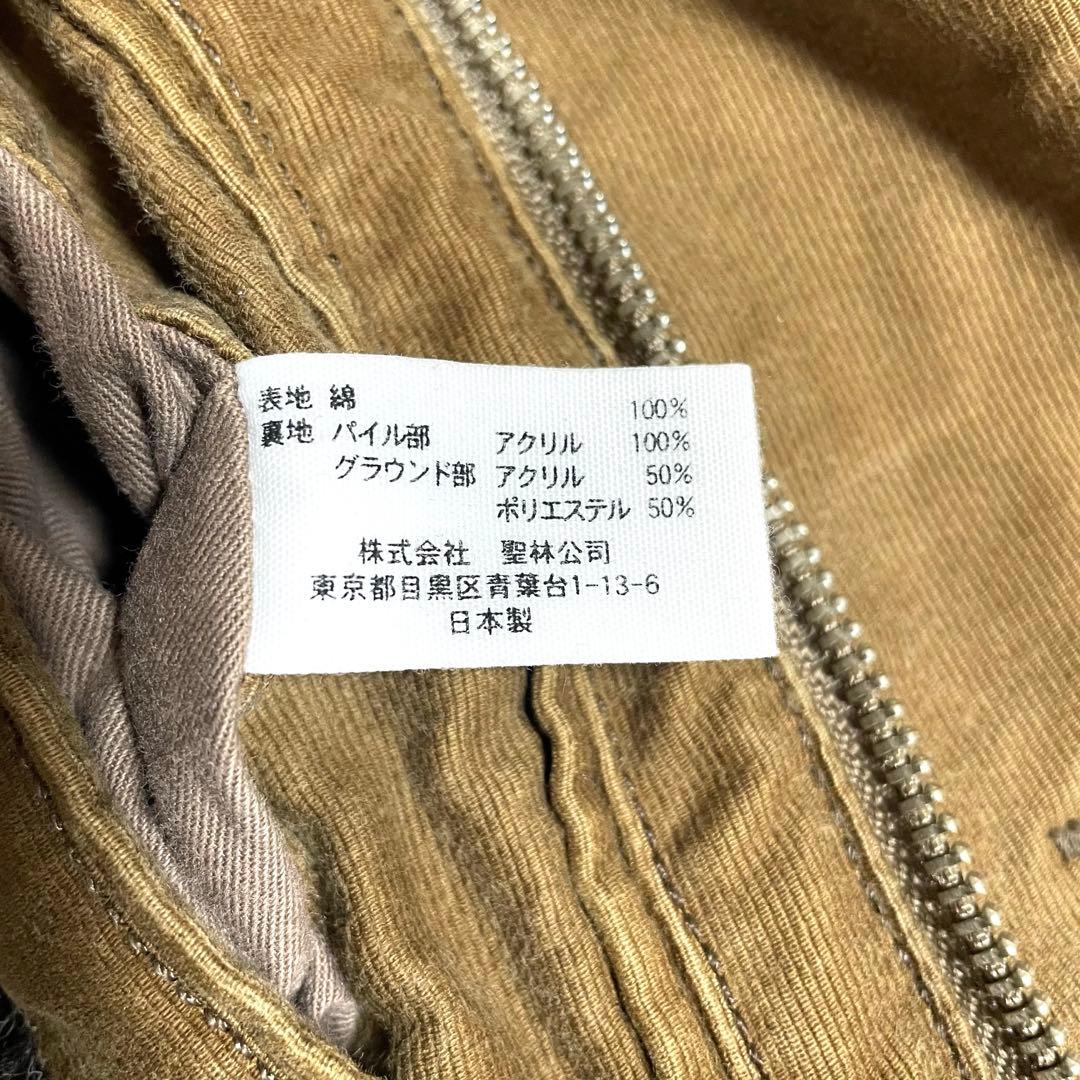 表地 綿 100%
裏地 パイル部 アクリル 100%
グラウンド部 アクリル 50%
ポリエステル 50%
株式会社 聖林公司
東京都目黒区青葉台1-13-6
日本製